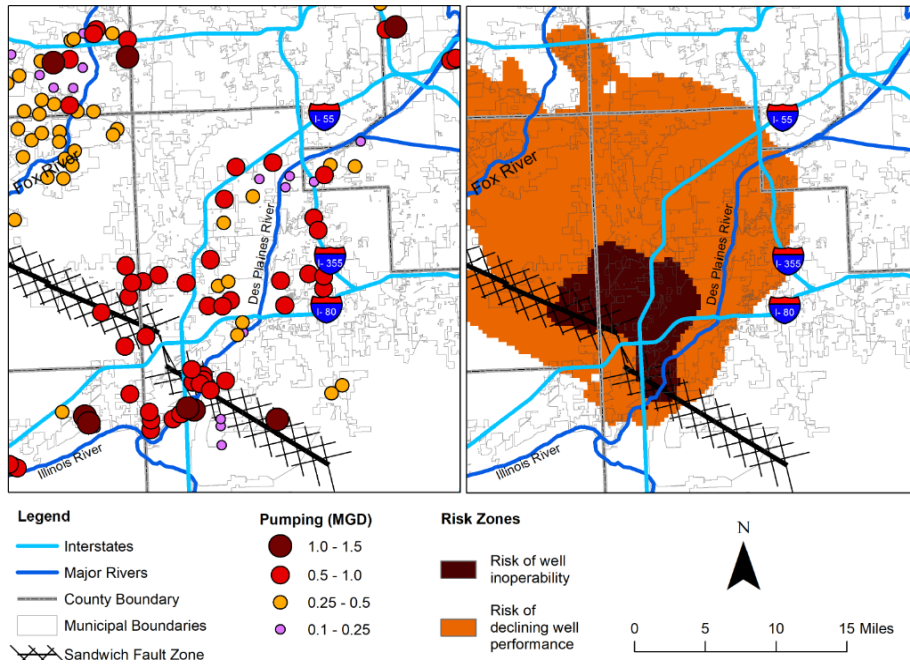 I- 55
Fox River
Des Plaines River
I- 355
I- 80
Illinois River
I- 55
Fox River
Des Plaines River
I- 355
I- 80
Illinois River
Legend
Interstates
Major Rivers
County Boundary
Municipal Boundaries
Sandwich Fault Zone
Pumping (MGD)
1.0 - 1.5
0.5 - 1.0
0.25 - 0.5
0.1 - 0.25
Risk Zones
Risk of well
inoperability
Risk of
declining well
performance
N
0 5 10 15 Miles